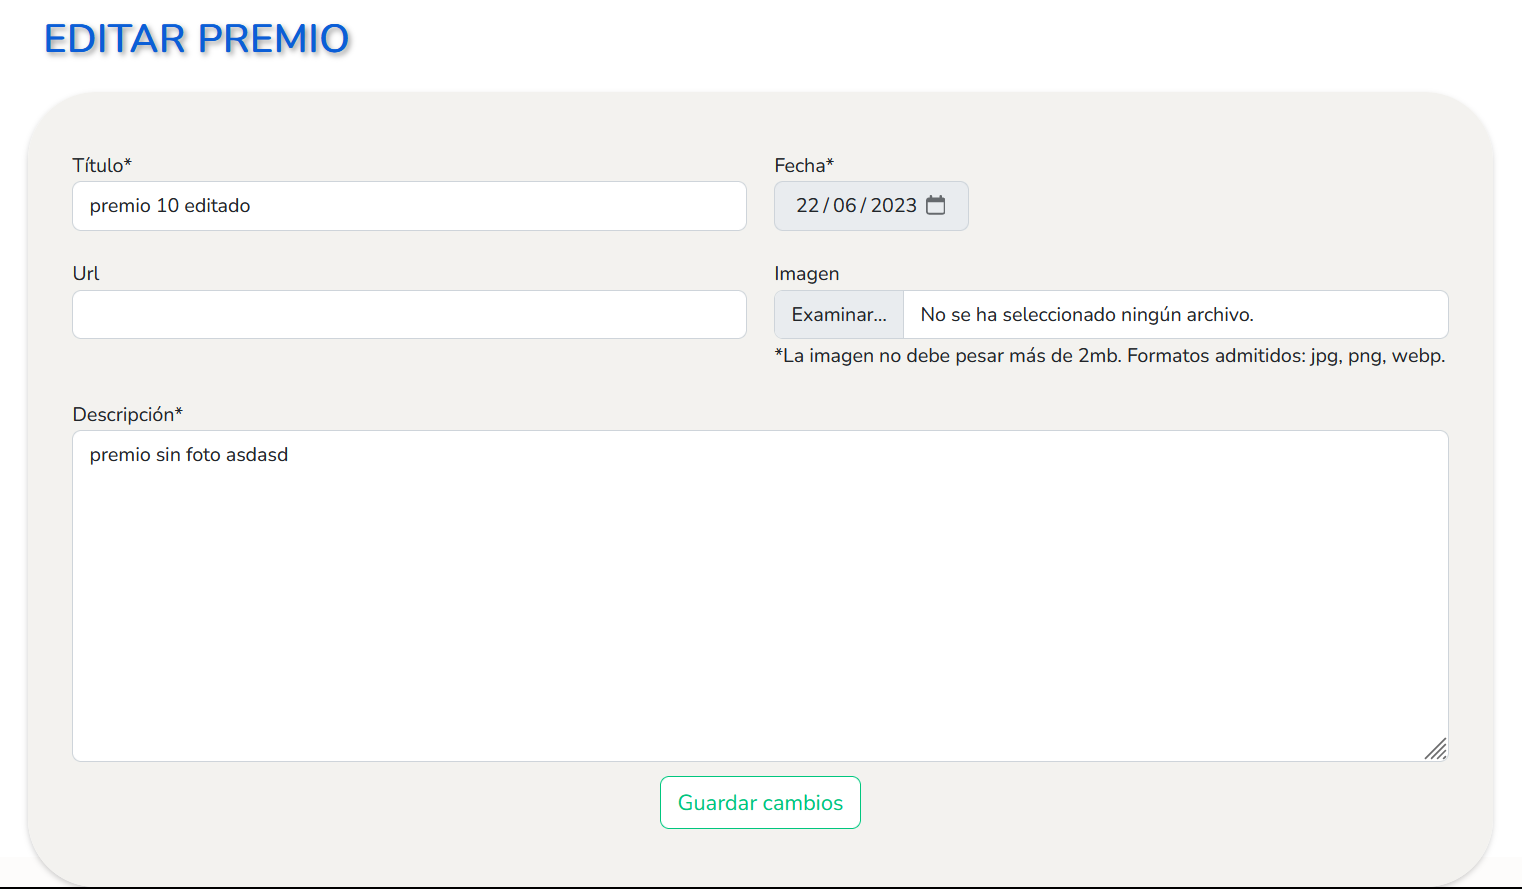 EDITAR PREMIO
Título*
premio 10 editado
Fecha*
22/06/2023
Url
Imagen
Examinar... No se ha seleccionado ningún archivo.
*La imagen no debe pesar más de 2mb. Formatos admitidos: jpg, png, webp.
Descripción*
premio sin foto asdasd
Guardar cambios